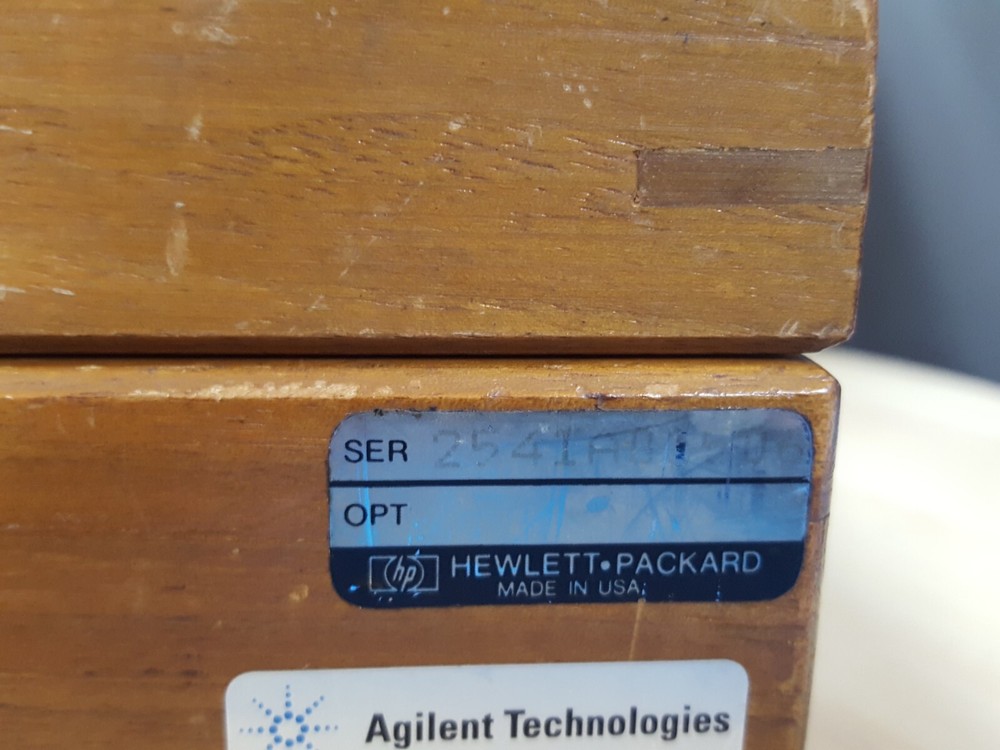 SER
OPT
hp HEWLETT•PACKARD
MADE IN USA
Agilent Technologies